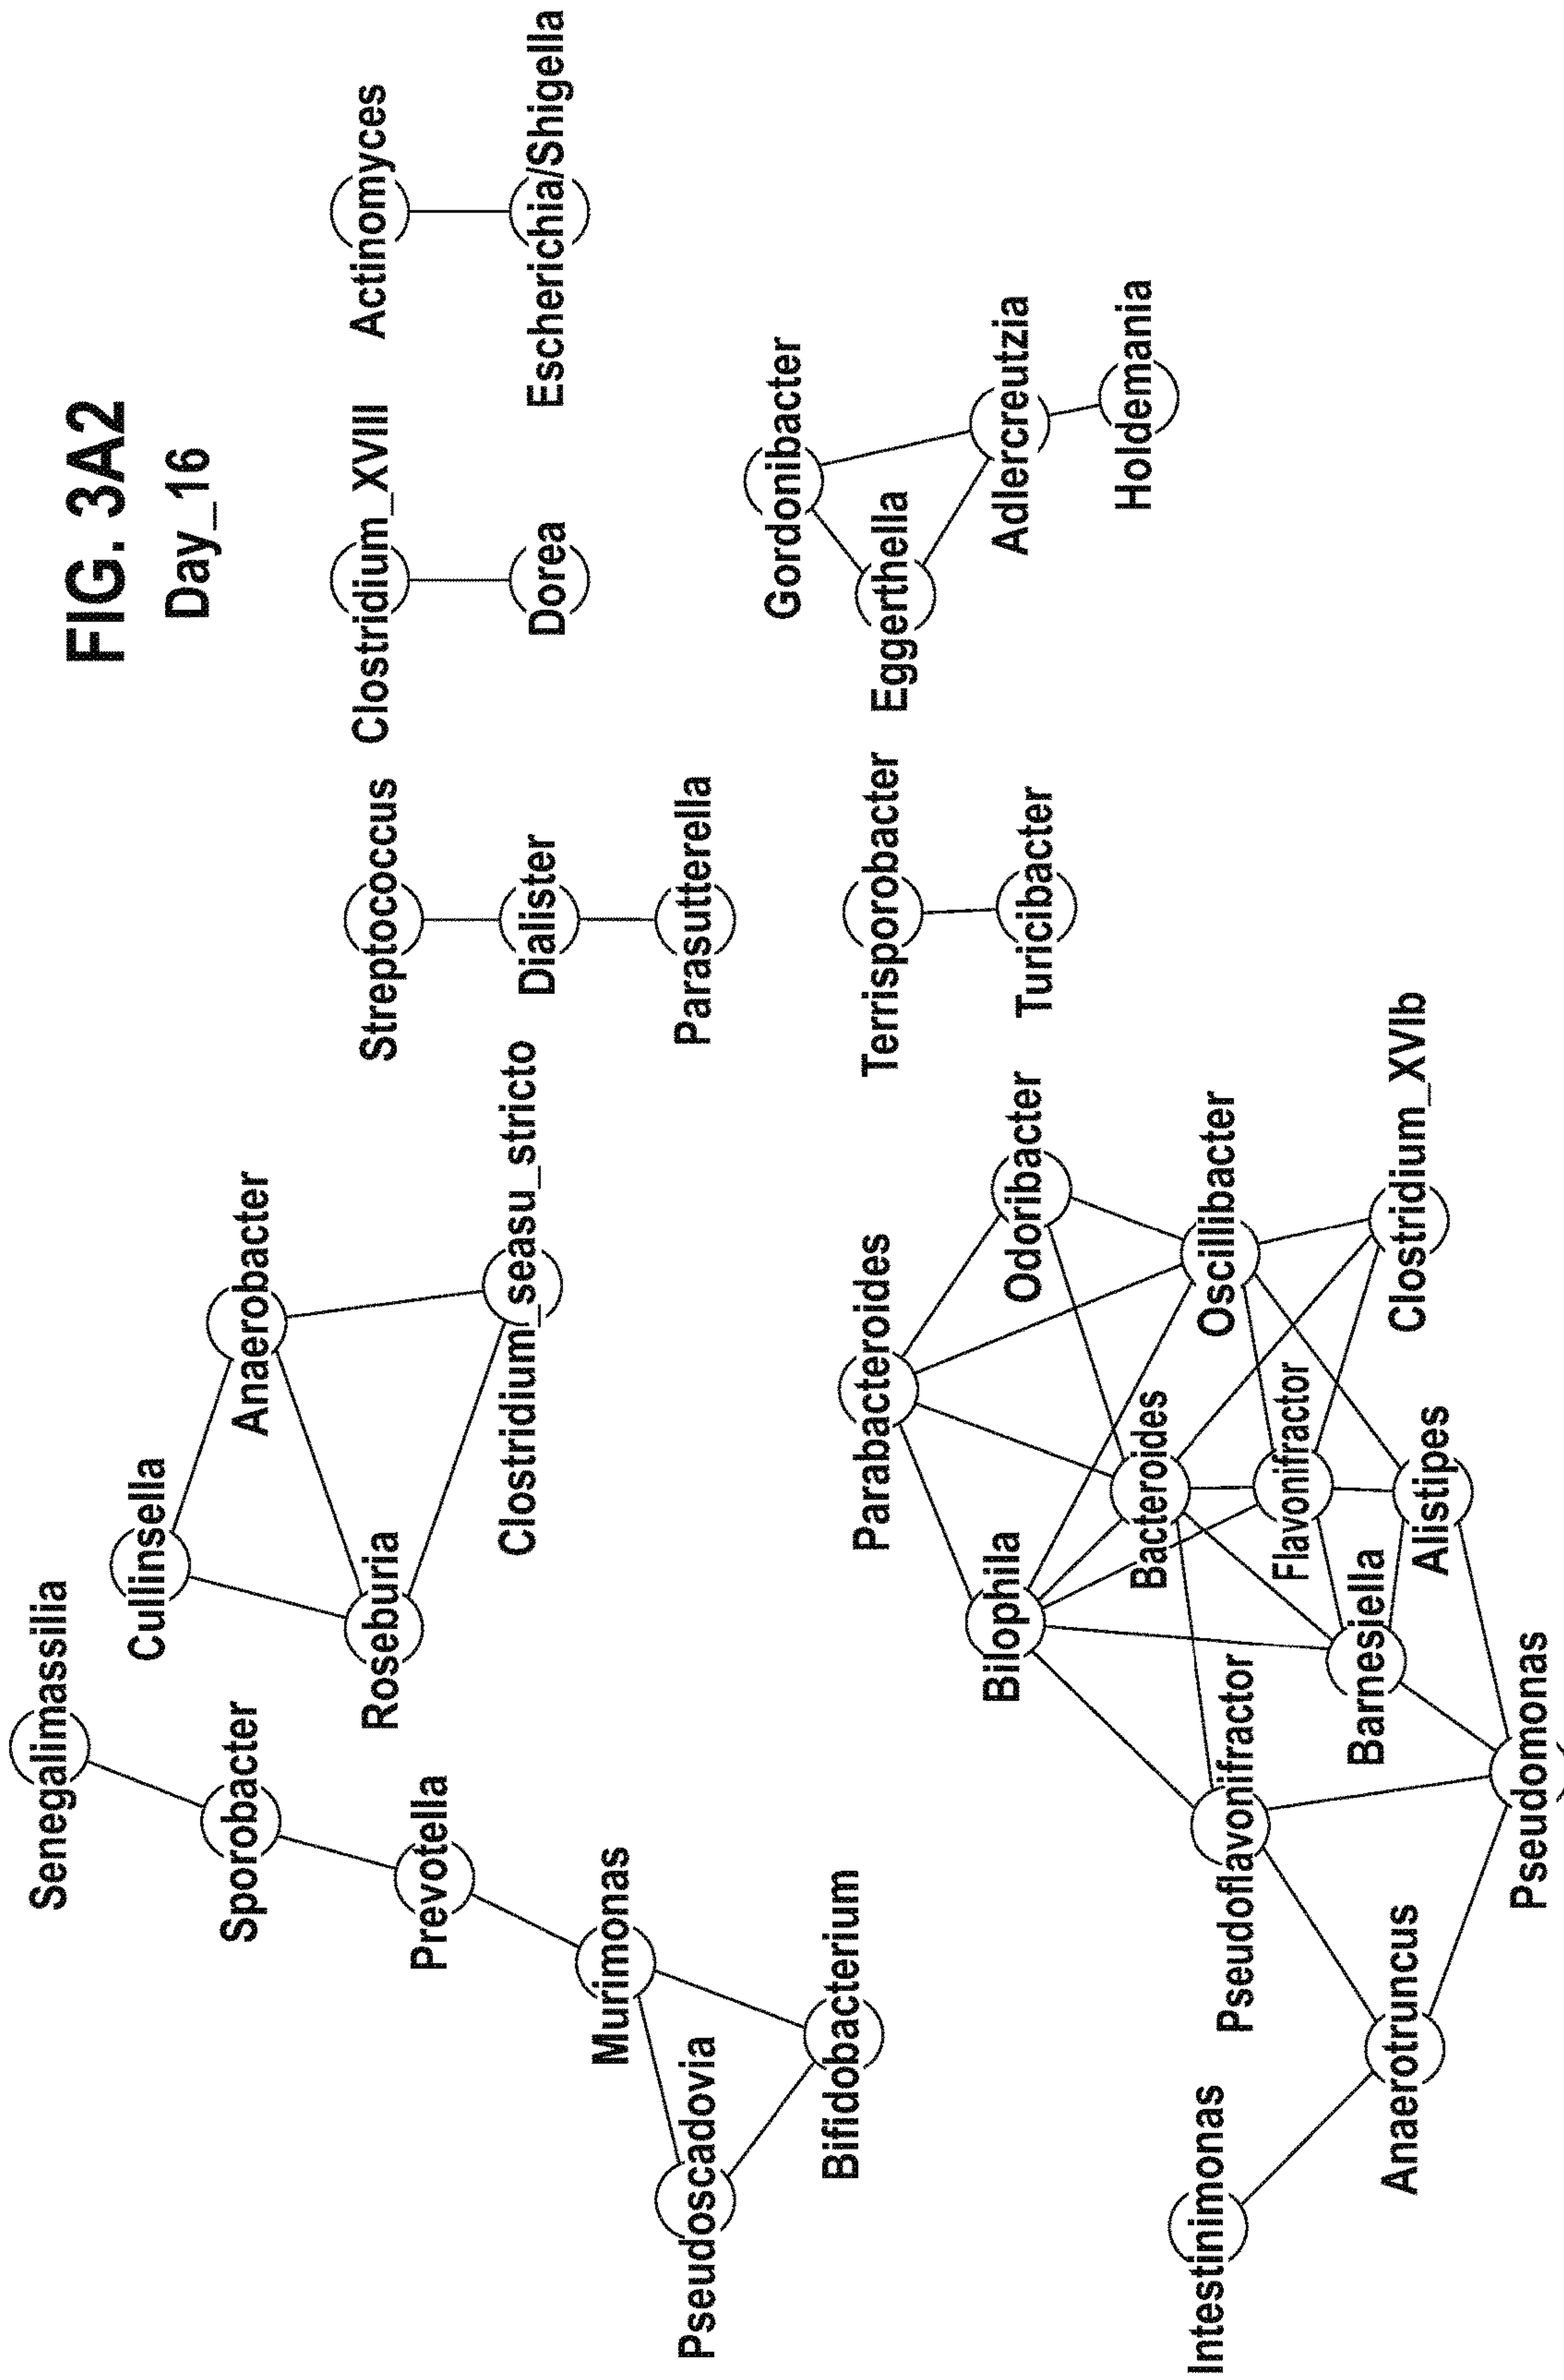 FIG. 3A2
Day_16
Senegalimassilia
Cullinsella
Sporobacter
Anaerobacter
Roseburia
Prevotella
Clostridium_seasu_stricto
Murimonas
Pseudoscadovia
Bifidobacterium
Streptococcus
Dialister
Parasutterella
Clostridium_XVIII
Dorea
Actinomyces
Escherichia/Shigella
Parabacteroides
Bilophila
Odoribacter
Bacteroides
Oscillibacter
Pseudoflavonifractor
Flavonifractor
Intestinimonas
Barnesiella
Alistipes
Clostridium_XVIb
Anaerotruncus
Pseudomonas
Terrisporobacter
Turicibacter
Gordonibacter
Eggerthella
Adlercreutzia
Holdemania